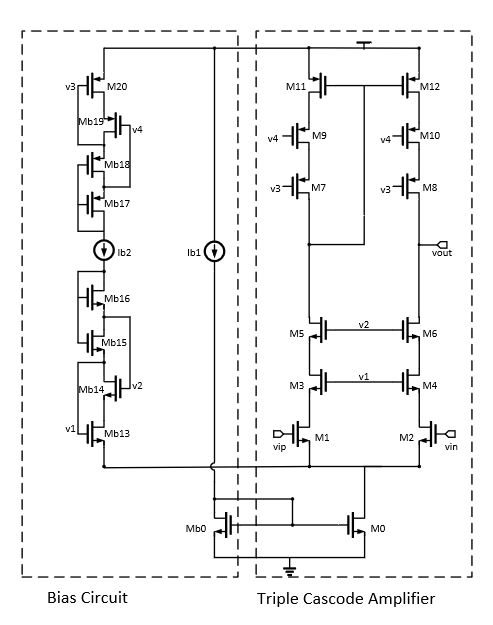 v3
M20
Mb19
v4
Mb18
Mb17
Ib2
Ib1
Mb16
Mb15
Mb14
v2
v1
Mb13
Mb0
M11
M12
v4
M9
v4
M10
v3
M7
v3
M8
vout
M5
v2
M6
M3
v1
M4
vip
M1
M2
vin
M0
Bias Circuit
Triple Cascode Amplifier